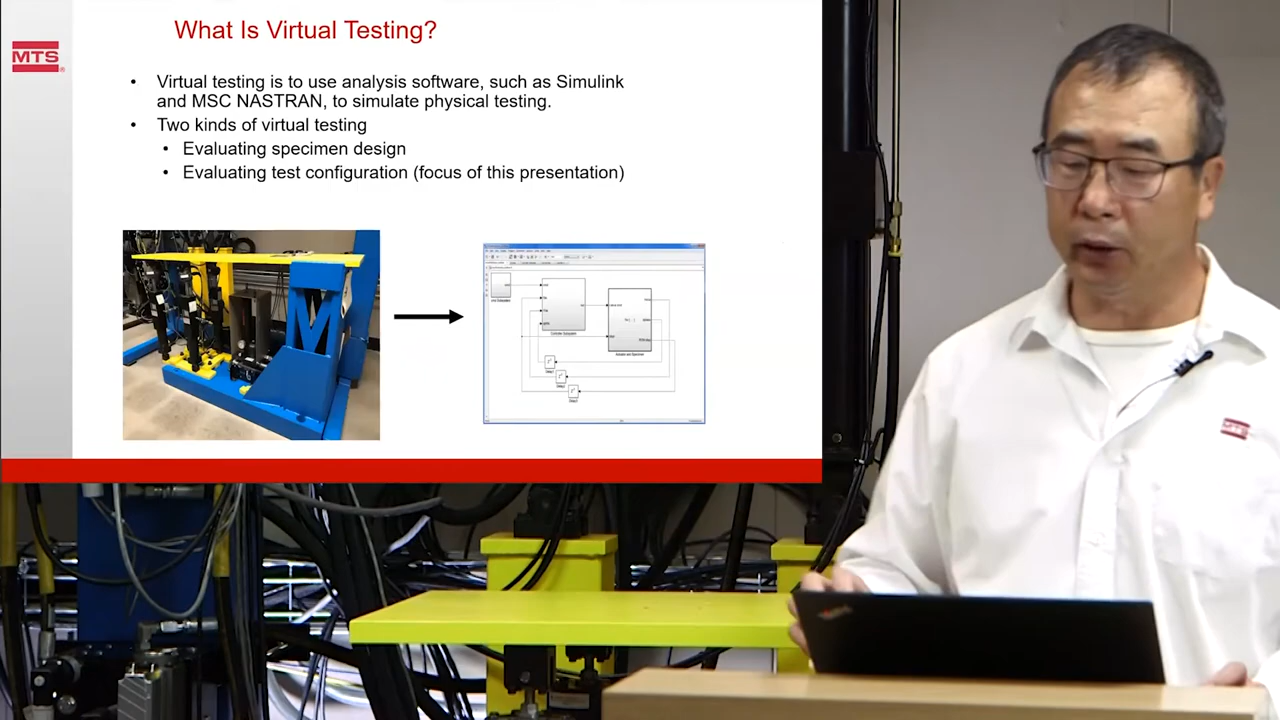 What Is Virtual Testing?
MTS
• Virtual testing is to use analysis software, such as Simulink
and MSC NASTRAN, to simulate physical testing.
• Two kinds of virtual testing
• Evaluating specimen design
• Evaluating test configuration (focus of this presentation)
MTS